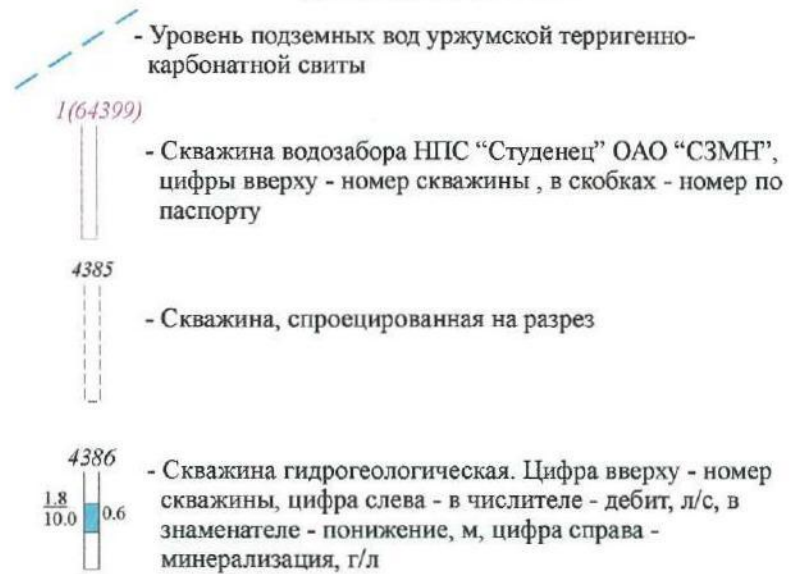 - Уровень подземных вод уржумской терригенно-
карбонатной свиты
1(64399)
- Скважина водозабора НПС “Студенец” ОАО “СЗМН”,
цифры вверху - номер скважины , в скобках - номер по
паспорту
4385
- Скважина, спроецированная на разрез
4386
1.8
10.0
0.6
- Скважина гидрогеологическая. Цифра вверху - номер
скважины, цифра слева - в числителе - дебит, л/с, в
знаменателе - понижение, м, цифра справа -
минерализация, г/л